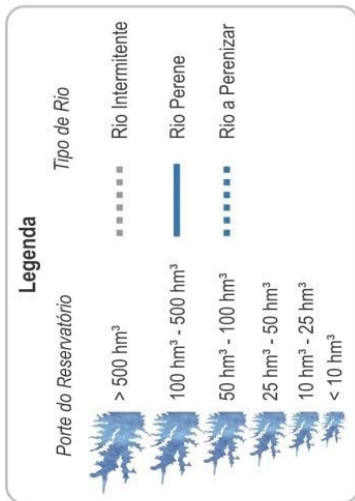 Legenda
Porte do Reservatório
> 500 hm³
100 hm³ - 500 hm³
50 hm³ - 100 hm³
25 hm³ - 50 hm³
10 hm³ - 25 hm³
< 10 hm³
Tipo de Rio
Rio Intermitente
Rio Perene
Rio a Perenizar